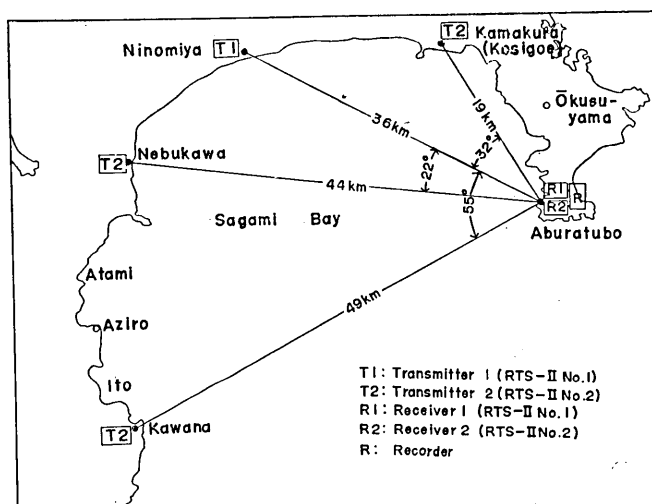 T2 Kamakura
(Kosigoe)
Ninomiya T1
Ōkusu-
yama
19km
36km
32°
T2 Nebukawa
22°
44km
55°
R1
R
R2
Aburatubo
Sagami Bay
Atami
Aziro
49km
Ito
T2 Kawana
T1: Transmitter 1 (RTS-II No.1)
T2: Transmitter 2 (RTS-II No.2)
R1: Receiver 1 (RTS-II No.1)
R2: Receiver 2 (RTS-II No.2)
R: Recorder